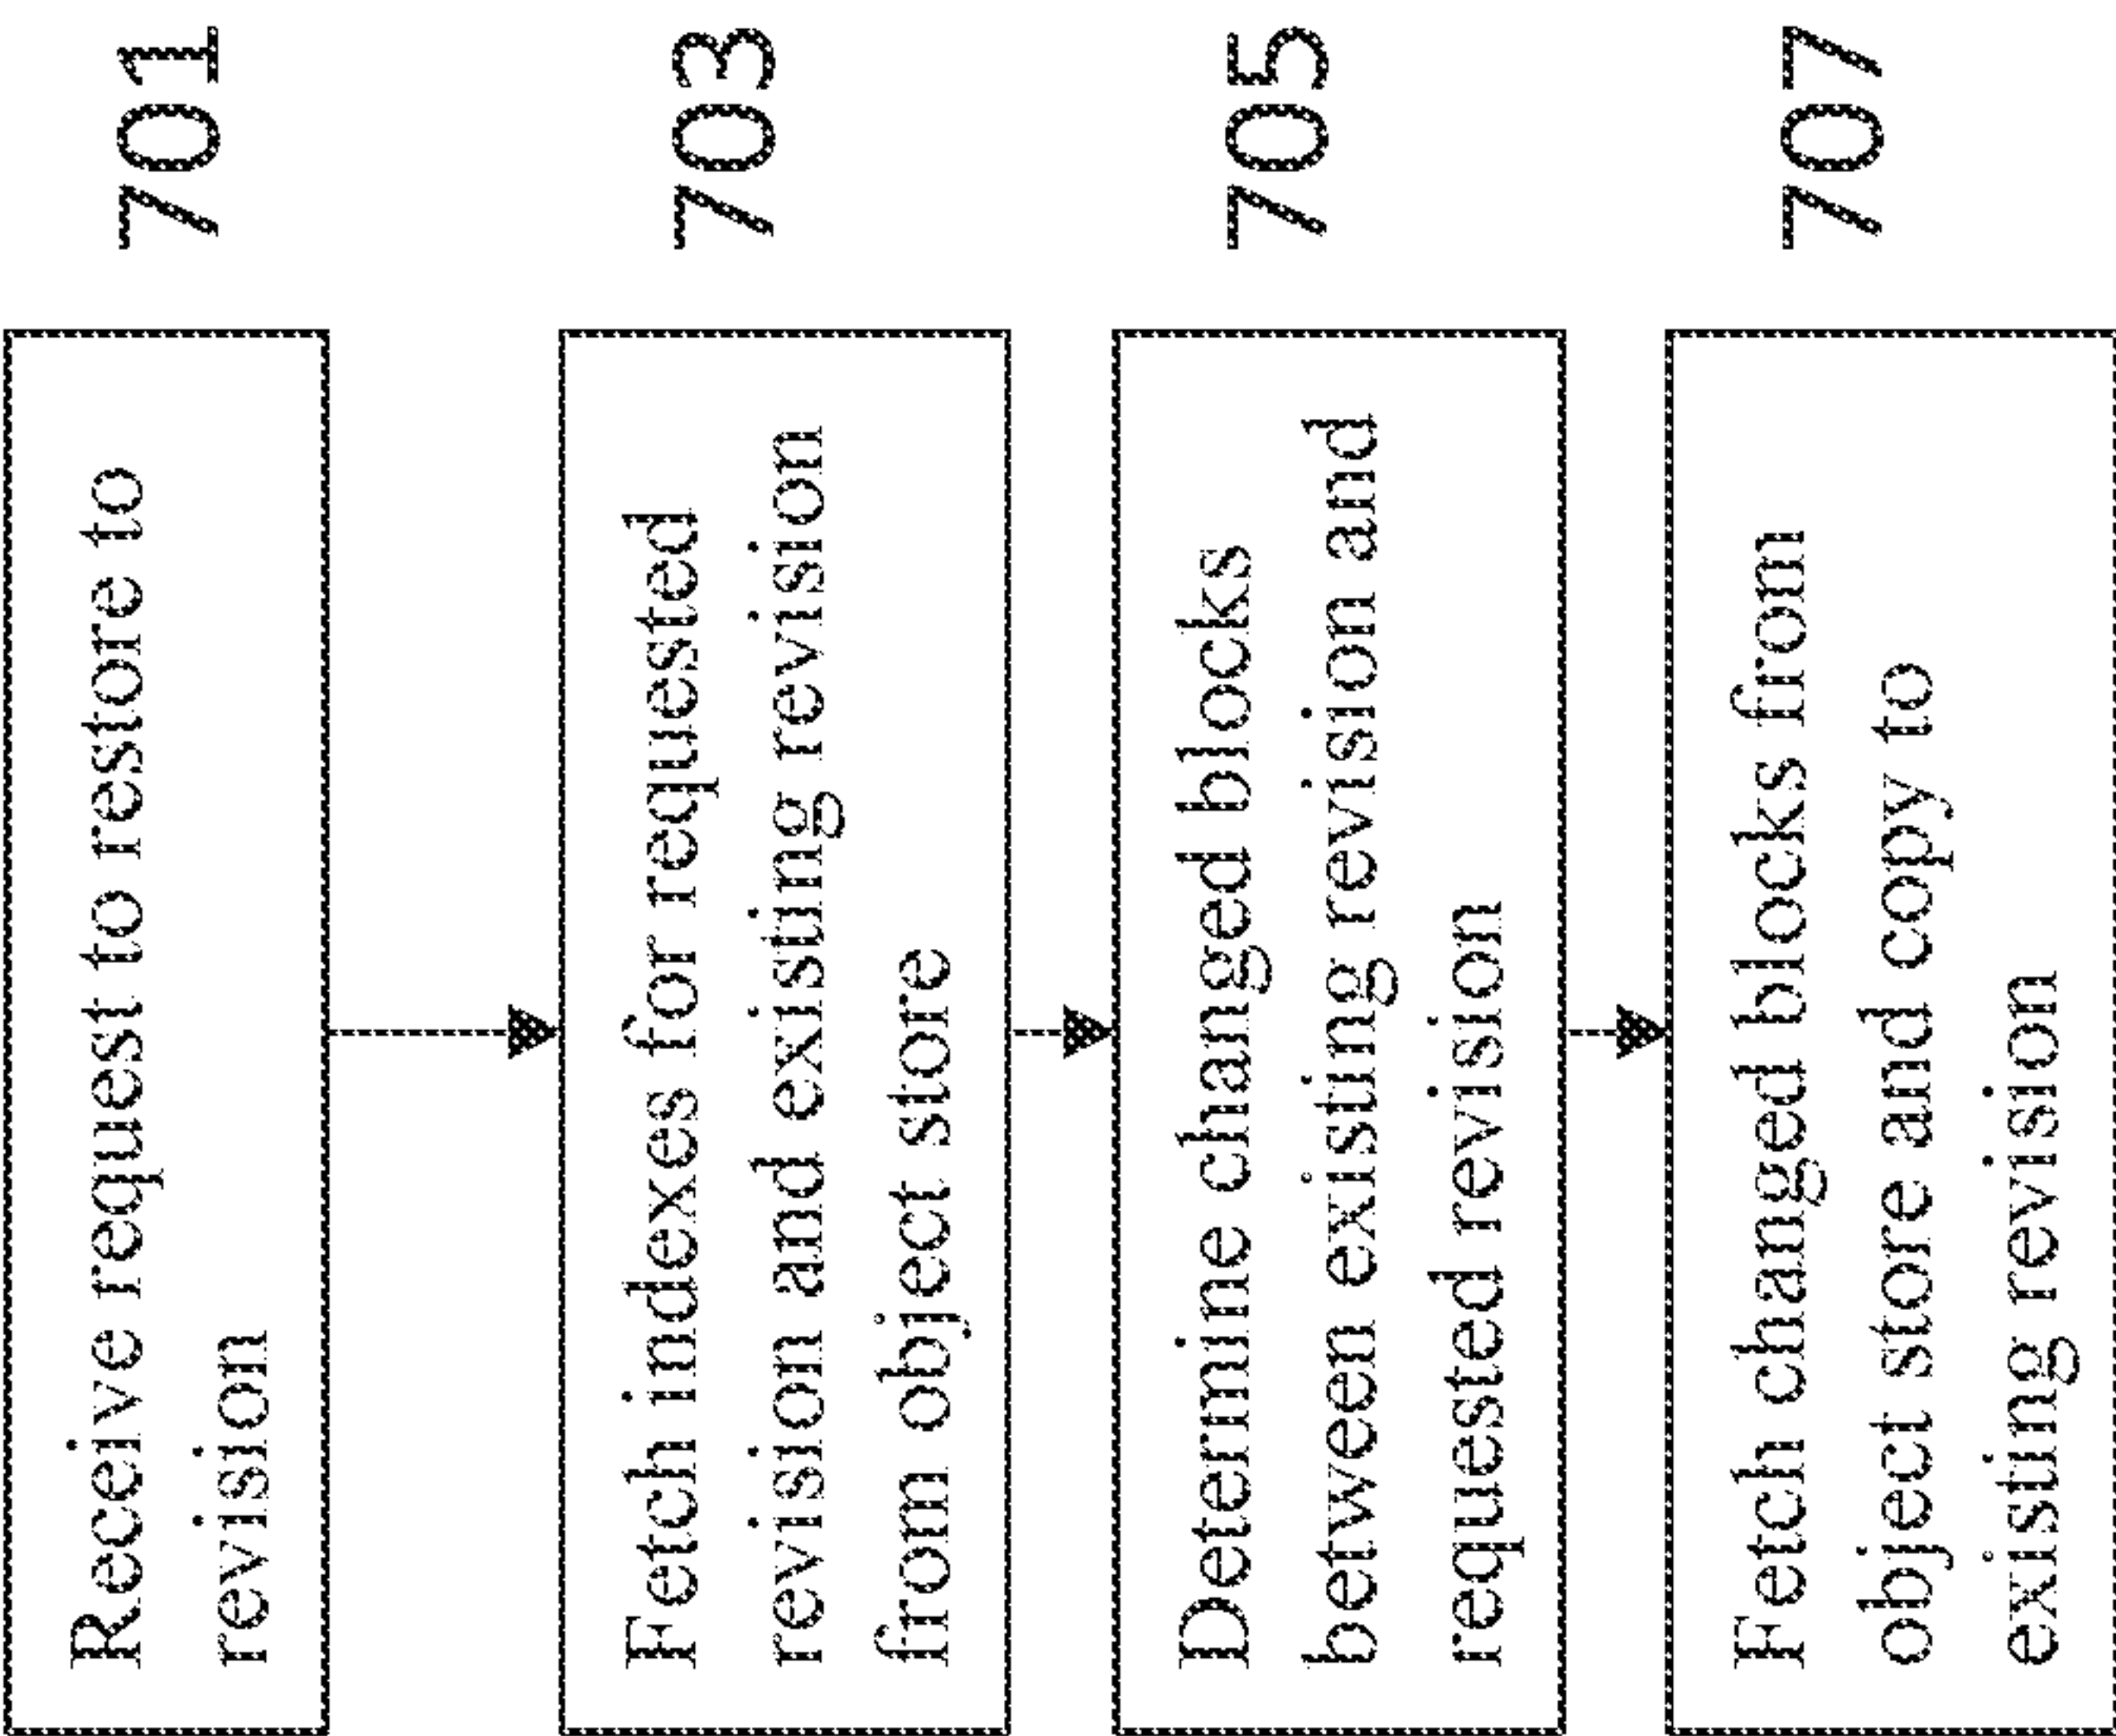 Receive request to restore to
revision
701
Fetch indexes for requested
revision and existing revision
from object store
703
Determine changed blocks
between existing revision and
requested revision
705
Fetch changed blocks from
object store and copy to
existing revision
707